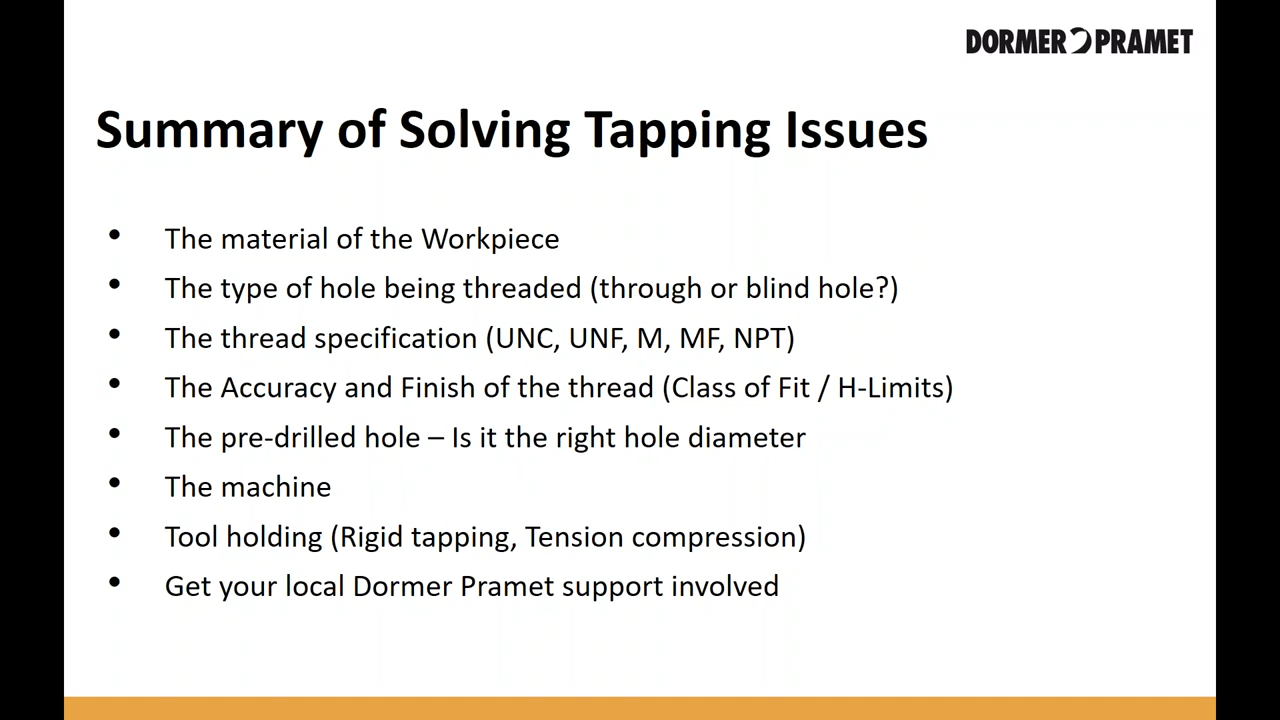 DORMER PRAMET
Summary of Solving Tapping Issues
• The material of the Workpiece
• The type of hole being threaded (through or blind hole?)
• The thread specification (UNC, UNF, M, MF, NPT)
• The Accuracy and Finish of the thread (Class of Fit / H-Limits)
• The pre-drilled hole – Is it the right hole diameter
• The machine
• Tool holding (Rigid tapping, Tension compression)
• Get your local Dormer Pramet support involved